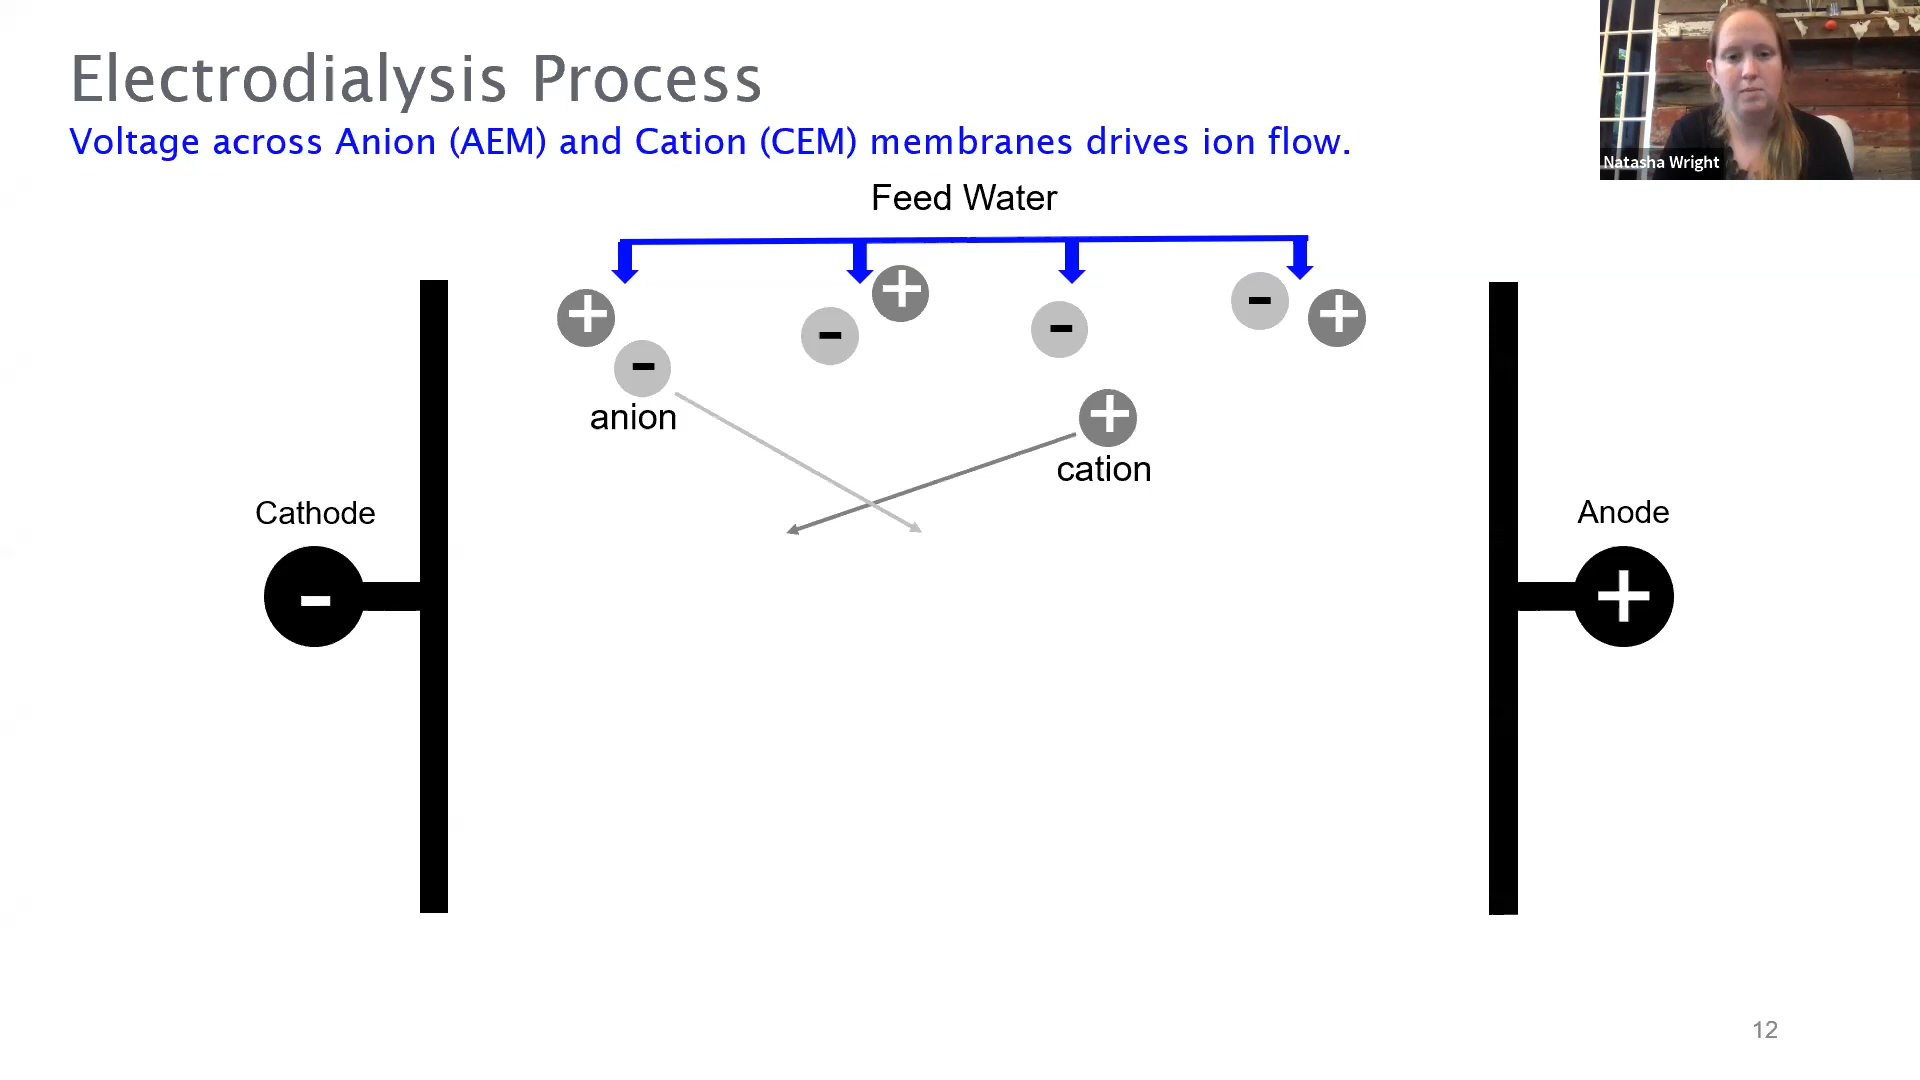 Electrodialysis Process
Voltage across Anion (AEM) and Cation (CEM) membranes drives ion flow.
Natasha Wright
Feed Water
+
+
-
+
-
-
-
anion
+
cation
Cathode
Anode
-
+
12